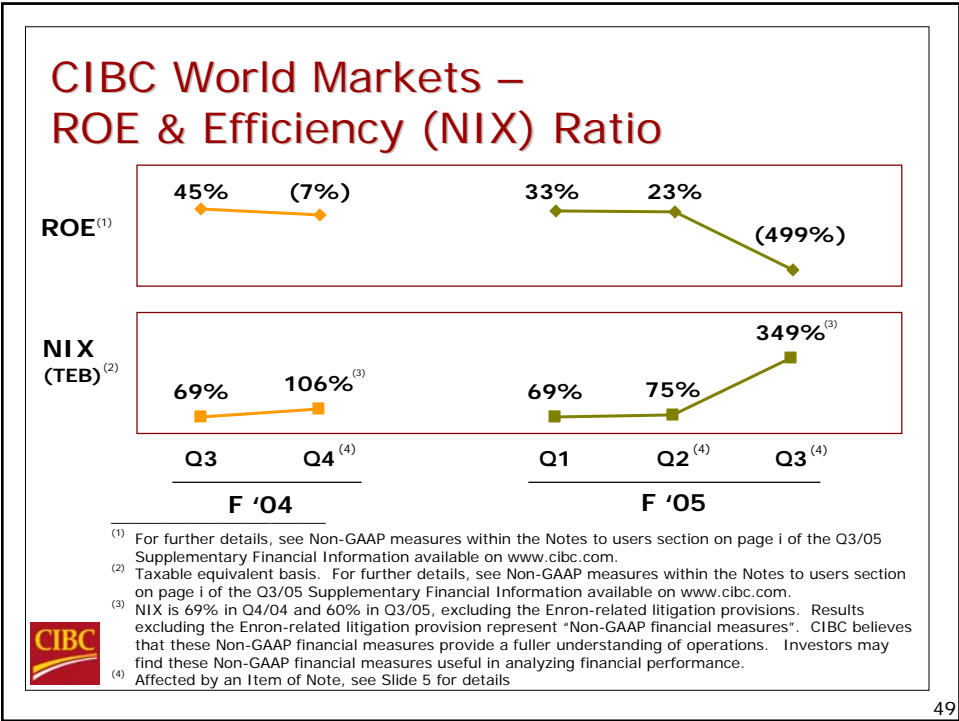 CIBC World Markets –
ROE & Efficiency (NIX) Ratio
45% (7%) 33% 23%
ROE(1)
(499%)
349%(3)
NIX
(TEB)(2)
69% 106%(3) 69% 75%
Q3 Q4(4) Q1 Q2(4) Q3(4)
F ‘04 F ‘05
(1) For further details, see Non-GAAP measures within the Notes to users section on page i of the Q3/05
Supplementary Financial Information available on www.cibc.com.
(2) Taxable equivalent basis. For further details, see Non-GAAP measures within the Notes to users section
on page i of the Q3/05 Supplementary Financial Information available on www.cibc.com.
(3) NIX is 69% in Q4/04 and 60% in Q3/05, excluding the Enron-related litigation provisions. Results
excluding the Enron-related litigation provision represent “Non-GAAP financial measures”. CIBC believes
that these Non-GAAP financial measures provide a fuller understanding of operations. Investors may
find these Non-GAAP financial measures useful in analyzing financial performance.
(4) Affected by an Item of Note, see Slide 5 for details
CIBC
49